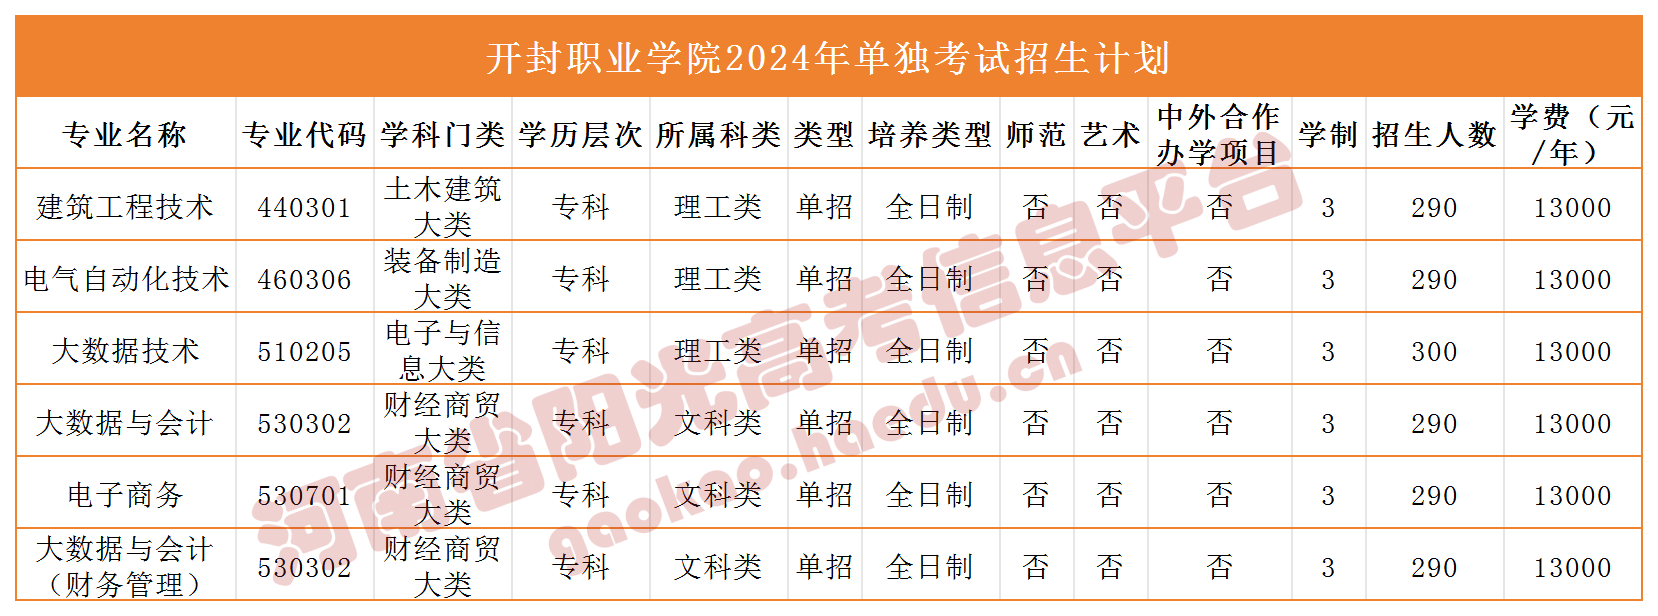 开封职业学院2024年单独考试招生计划
专业名称 专业代码 学科门类 学历层次 所属科类 类型 培养类型 师范 艺术 中外合作办学项目 学制 招生人数 学费（元/年）
建筑工程技术 440301 土木建筑大类 专科 理工类 单招 全日制 否 否 否 3 290 13000
电气自动化技术 460306 装备制造大类 专科 理工类 单招 全日制 否 否 否 3 290 13000
大数据技术 510205 电子与信息大类 专科 理工类 单招 全日制 否 否 否 3 300 13000
大数据与会计 530302 财经商贸大类 专科 文科类 单招 全日制 否 否 否 3 290 13000
电子商务 530701 财经商贸大类 专科 文科类 单招 全日制 否 否 否 3 290 13000
大数据与会计（财务管理） 530302 财经商贸大类 专科 文科类 单招 全日制 否 否 否 3 290 13000
河南省阳光高考信息平台
gaokao.haedu.cn